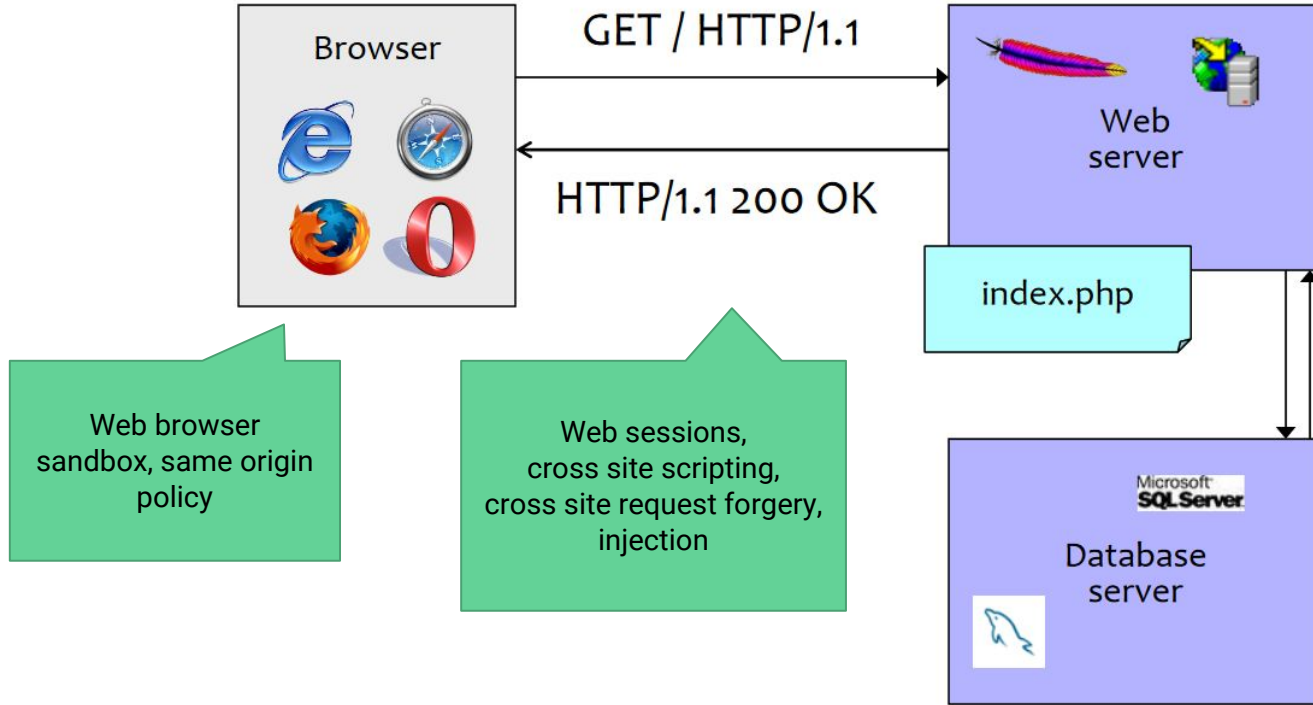 Browser
GET / HTTP/1.1
HTTP/1.1 200 OK
Web
server
index.php
Web browser
sandbox, same origin
policy
Web sessions,
cross site scripting,
cross site request forgery,
injection
Microsoft
SQL Server
Database
server